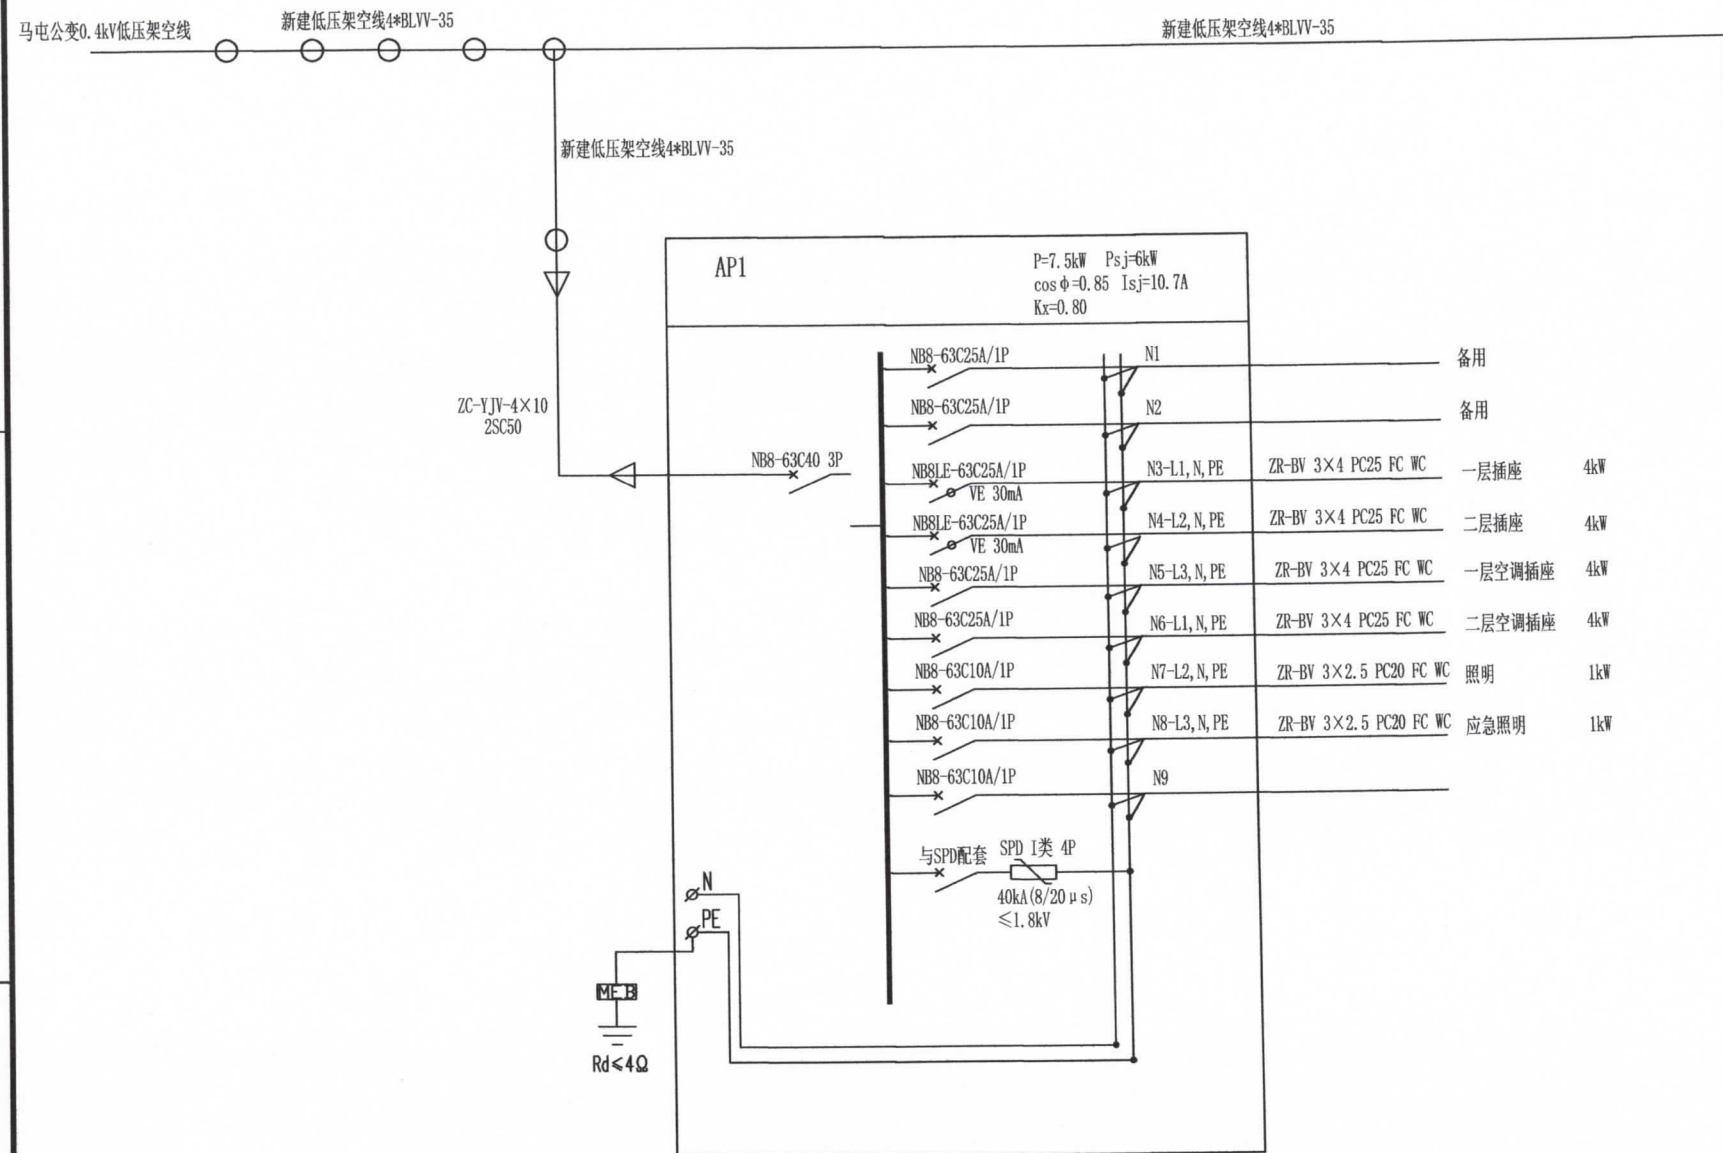 马屯公变0.4kV低压架空线
新建低压架空线4*BLVV-35
新建低压架空线4*BLVV-35
新建低压架空线4*BLVV-35
AP1
P=7.5kW Psj=6kW
cosφ=0.85 Isj=10.7A
Kx=0.80
ZC-YJV-4×10
2SC50
NB8-63C40 3P
NB8-63C25A/1P N1 备用
NB8-63C25A/1P N2 备用
NB8LE-63C25A/1P N3-L1,N,PE ZR-BV 3×4 PC25 FC WC 一层插座 4kW
VE 30mA
NB8LE-63C25A/1P N4-L2,N,PE ZR-BV 3×4 PC25 FC WC 二层插座 4kW
VE 30mA
NB8-63C25A/1P N5-L3,N,PE ZR-BV 3×4 PC25 FC WC 一层空调插座 4kW
NB8-63C25A/1P N6-L1,N,PE ZR-BV 3×4 PC25 FC WC 二层空调插座 4kW
NB8-63C10A/1P N7-L2,N,PE ZR-BV 3×2.5 PC20 FC WC 照明 1kW
NB8-63C10A/1P N8-L3,N,PE ZR-BV 3×2.5 PC20 FC WC 应急照明 1kW
NB8-63C10A/1P N9
与SPD配套 SPD I类 4P
40kA(8/20μs)
≤1.8kV
N
PE
MEB
Rd≤4Ω